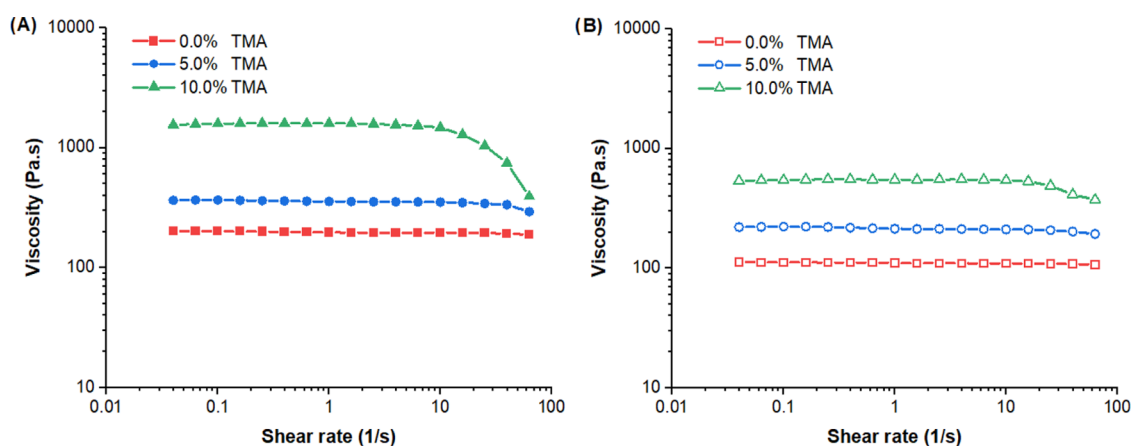 (A)
10000
1000
100
10
Viscosity (Pa.s)
0.0% TMA
5.0% TMA
10.0% TMA
0.01 0.1 1 10 100
Shear rate (1/s)
(B)
10000
1000
100
10
Viscosity (Pa.s)
0.0% TMA
5.0% TMA
10.0% TMA
0.01 0.1 1 10 100
Shear rate (1/s)